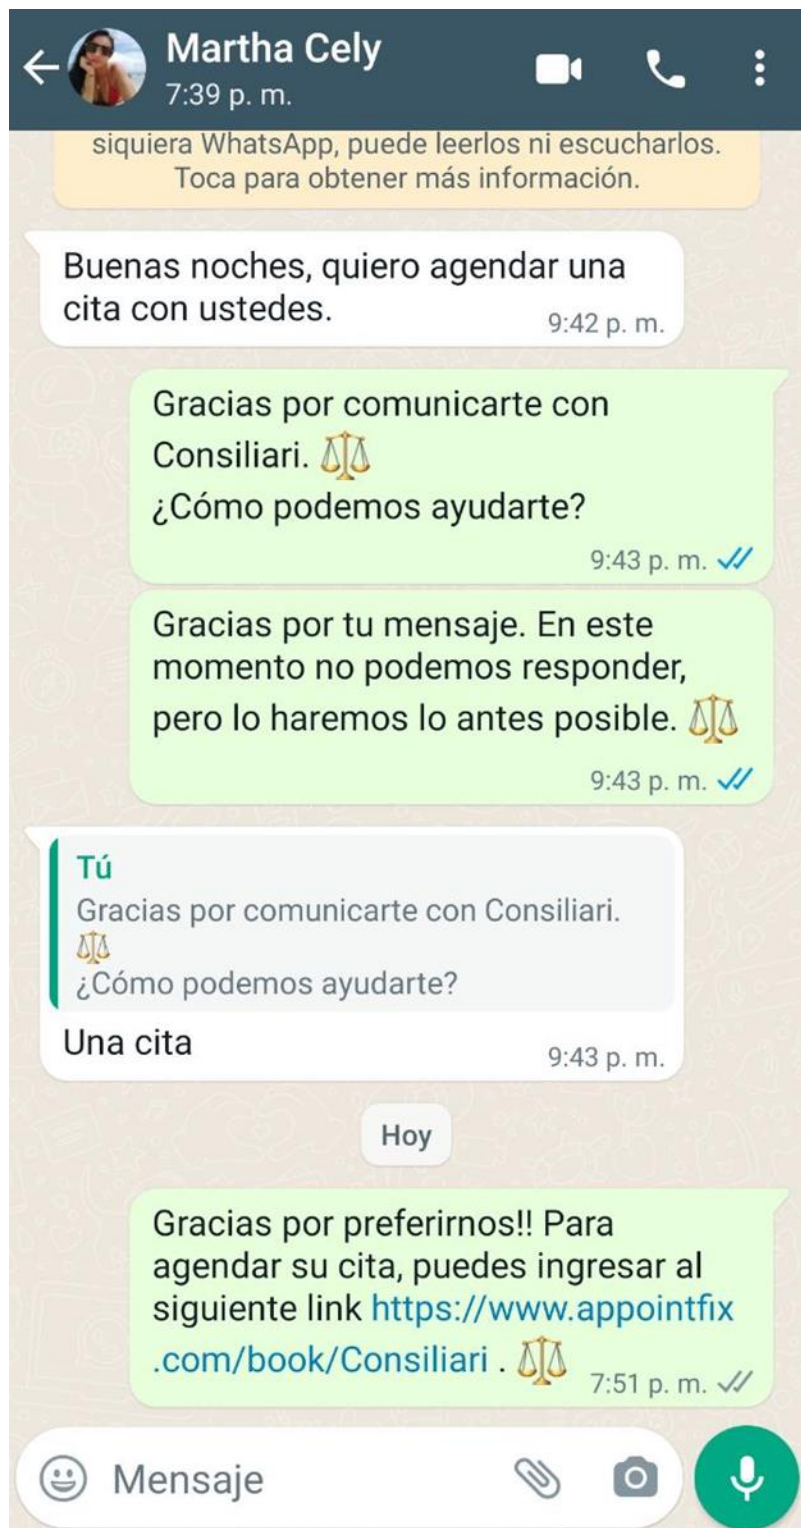 Martha Cely
7:39 p. m.
siquiera WhatsApp, puede leerlos ni escucharlos.
Toca para obtener más información.
Buenas noches, quiero agendar una
cita con ustedes.
9:42 p. m.
Gracias por comunicarte con
Consiliari. ⚖️
¿Cómo podemos ayudarte?
9:43 p. m.
Gracias por tu mensaje. En este
momento no podemos responder,
pero lo haremos lo antes posible. ⚖️
9:43 p. m.
Tú
Gracias por comunicarte con Consiliari.
⚖️
¿Cómo podemos ayudarte?
Una cita
9:43 p. m.
Hoy
Gracias por preferirnos!! Para
agendar su cita, puedes ingresar al
siguiente link https://www.appointfix
.com/book/Consiliari . ⚖️
7:51 p. m.
Mensaje